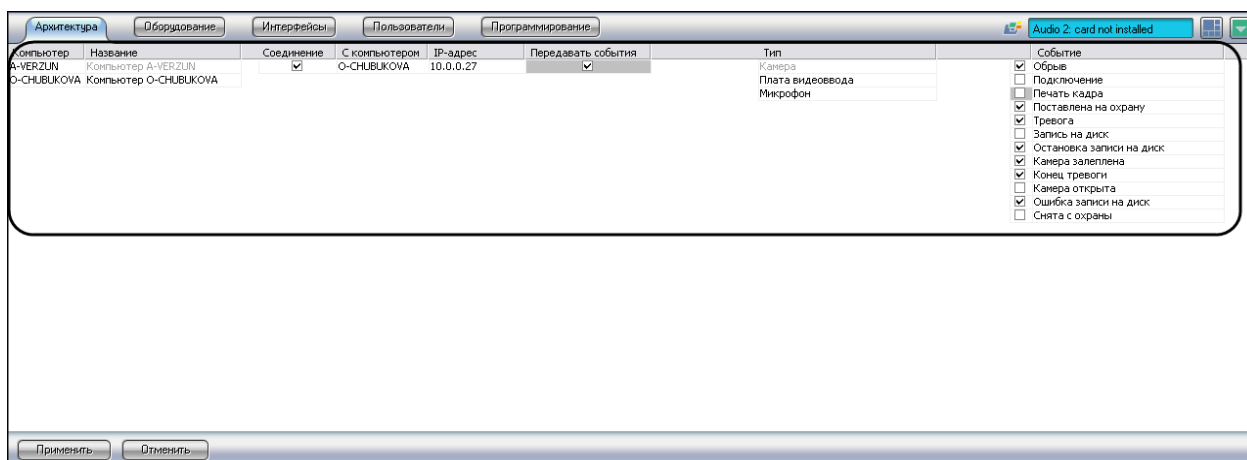 Архитектура Оборудование Интерфейсы Пользователи Программирование Audio 2: card not installed
Компьютер Название Соединение С компьютером IP-адрес Передавать события Тип Событие
A-VERZUN Компьютер A-VERZUN O-CHUBUKOVA 10.0.0.27 Камера Обрыв
O-CHUBUKOVA Компьютер O-CHUBUKOVA Плата видеоввода Подключение
Микрофон Печать кадра
Поставлена на охрану
Тревога
Запись на диск
Остановка записи на диск
Камера залеплена
Конец тревоги
Камера открыта
Ошибка записи на диск
Снята с охраны
Применить Отменить